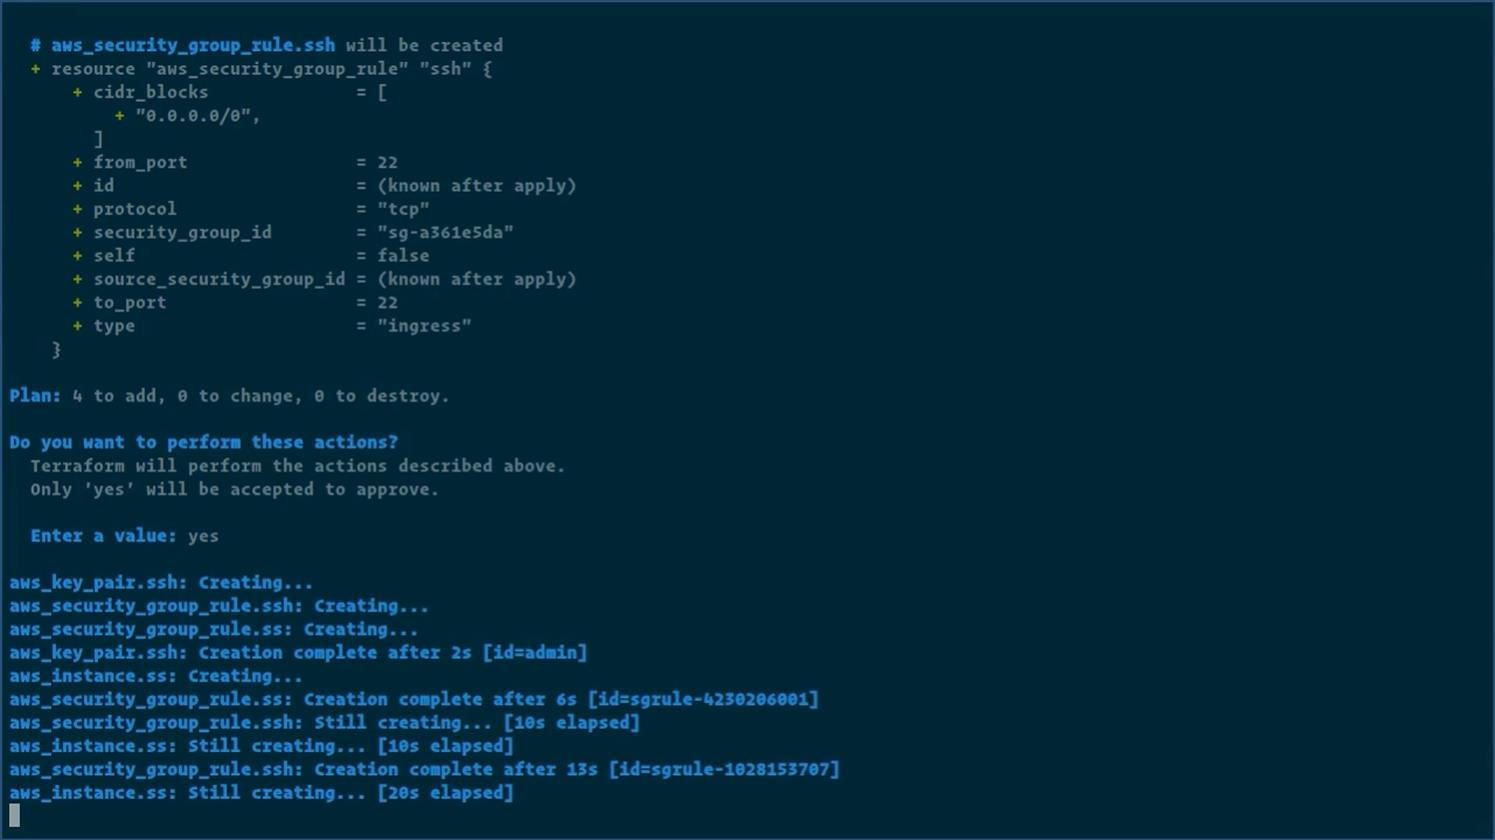 # aws_security_group_rule.ssh will be created
+ resource "aws_security_group_rule" "ssh" {
+ cidr_blocks = [
+ "0.0.0.0/0",
]
+ from_port = 22
+ id = (known after apply)
+ protocol = "tcp"
+ security_group_id = "sg-a361e5da"
+ self = false
+ source_security_group_id = (known after apply)
+ to_port = 22
+ type = "ingress"
}
Plan: 4 to add, 0 to change, 0 to destroy.
Do you want to perform these actions?
Terraform will perform the actions described above.
Only 'yes' will be accepted to approve.
Enter a value: yes
aws_key_pair.ssh: Creating...
aws_security_group_rule.ssh: Creating...
aws_security_group_rule.ss: Creating...
aws_key_pair.ssh: Creation complete after 2s [id=admin]
aws_instance.ss: Creating...
aws_security_group_rule.ss: Creation complete after 6s [id=sgrule-4230206001]
aws_security_group_rule.ssh: Still creating... [10s elapsed]
aws_instance.ss: Still creating... [10s elapsed]
aws_security_group_rule.ssh: Creation complete after 13s [id=sgrule-1028153707]
aws_instance.ss: Still creating... [20s elapsed]